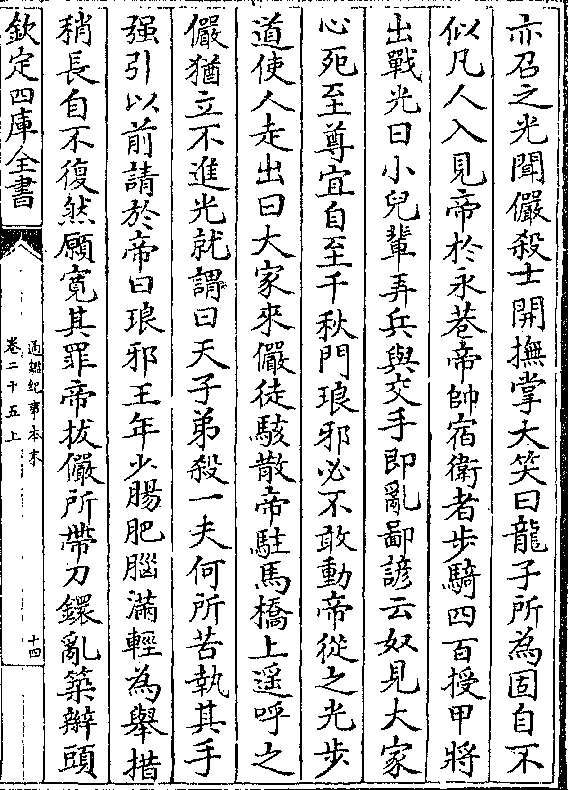 亦召之光聞儼殺士開撫掌大笑曰龍子所為固自不
似凡人入見帝於永巷帝帥宿衛者步騎四百授甲將
出戰光曰小兒輩弄兵與交手即亂鄙諺云奴見大家
心死至尊宜自至千秋門琅邪必不敢動帝從之光步
道使人走出曰大家來儼徒駭散帝駐馬橋上遥呼之
儼猶立不進光就謂曰天子弟殺一夫何所苦執其手
强引以前請於帝曰琅邪王年少腸肥腦滿輕為舉措
稍長自不復然願寛其罪帝拔儼所帶刀鐶亂築辮頭
欽定四庫全書
通鑑紀事本末
卷二十五上
十四